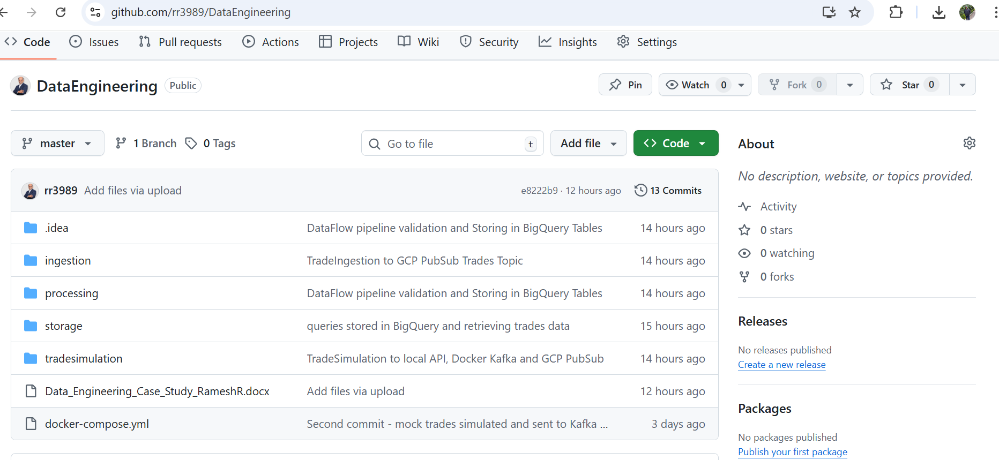 github.com/rr3989/DataEngineering
Code Issues Pull requests Actions Projects Wiki Security Insights Settings
DataEngineering Public Pin Watch 0 Fork 0 Star 0
master 1 Branch 0 Tags Go to file t Add file Code
rr3989 Add files via upload e8222b9 · 12 hours ago 13 Commits
.idea DataFlow pipeline validation and Storing in BigQuery Tables 14 hours ago
ingestion TradeIngestion to GCP PubSub Trades Topic 14 hours ago
processing DataFlow pipeline validation and Storing in BigQuery Tables 14 hours ago
storage queries stored in BigQuery and retrieving trades data 15 hours ago
tradesimulation TradeSimulation to local API, Docker Kafka and GCP PubSub 14 hours ago
Data_Engineering_Case_Study_RameshR.docx Add files via upload 12 hours ago
docker-compose.yml Second commit - mock trades simulated and sent to Kafka ... 3 days ago
About
No description, website, or topics provided.
Activity
0 stars
0 watching
0 forks
Releases
No releases published
Create a new release
Packages
No packages published
Publish your first package